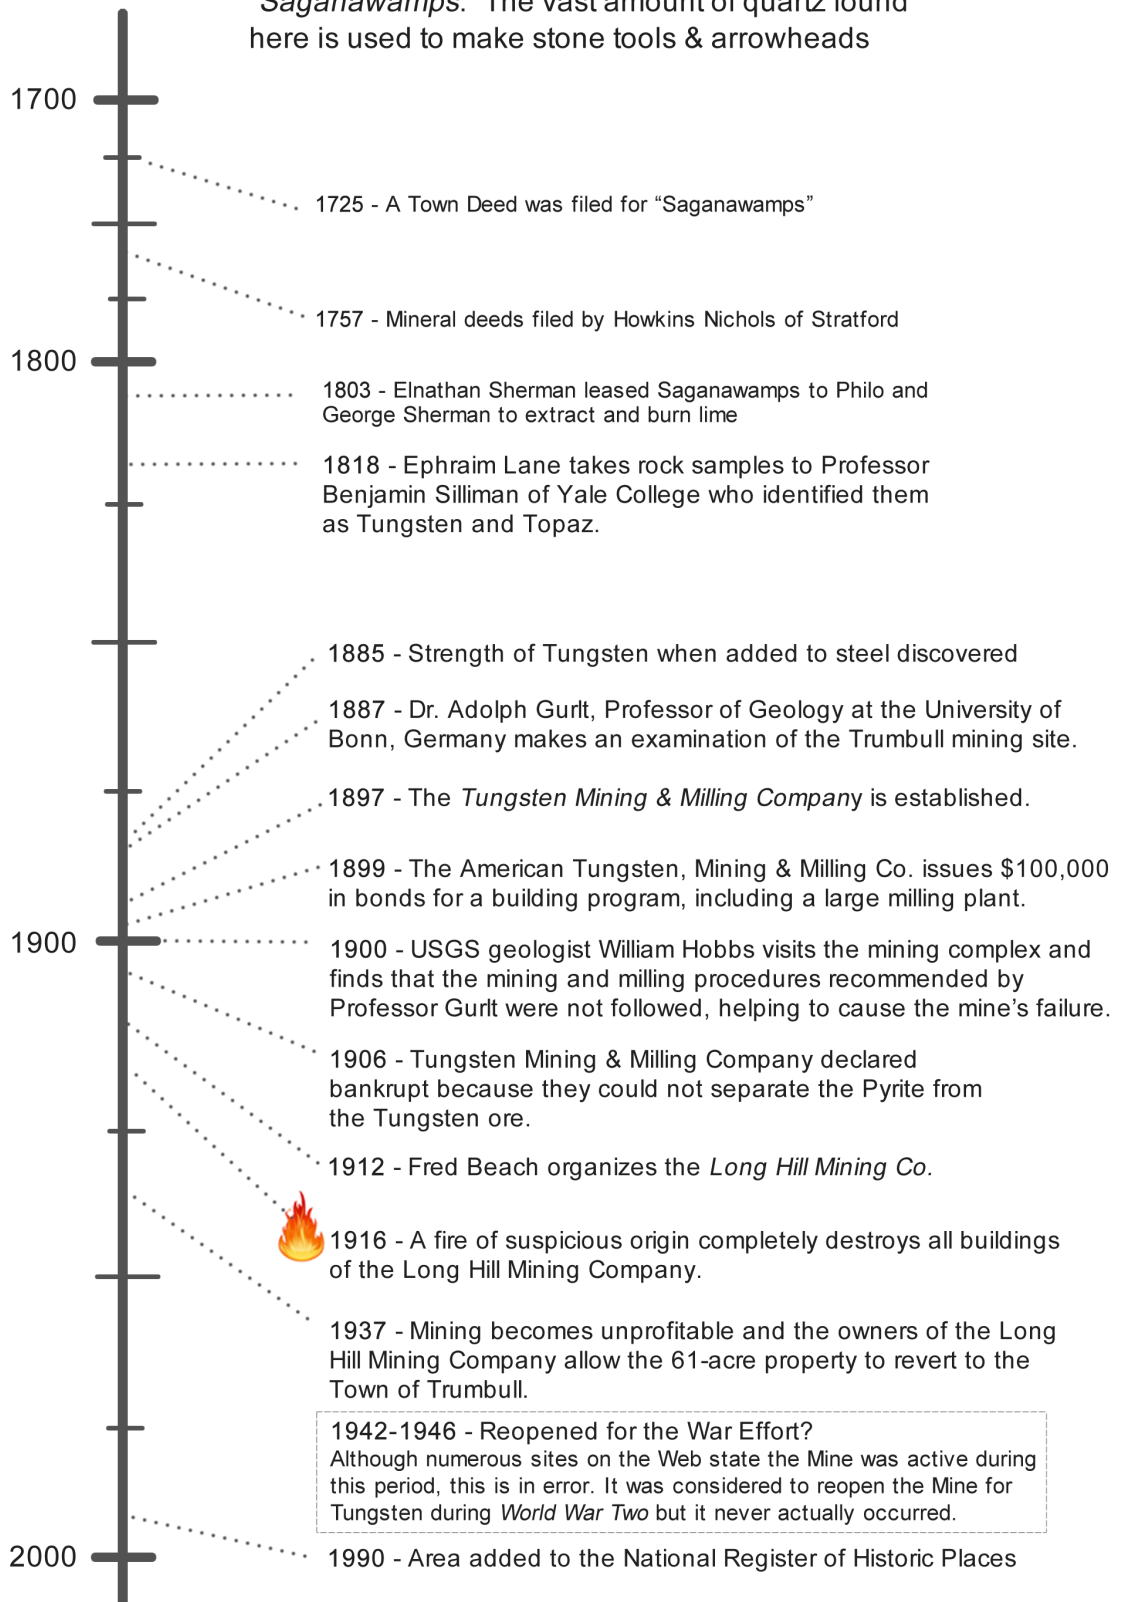 "Saganawamps." The vast amount of quartz found
here is used to make stone tools & arrowheads
1700
1725 - A Town Deed was filed for “Saganawamps”
1757 - Mineral deeds filed by Howkins Nichols of Stratford
1800
1803 - Elnathan Sherman leased Saganawamps to Philo and
George Sherman to extract and burn lime
1818 - Ephraim Lane takes rock samples to Professor
Benjamin Silliman of Yale College who identified them
as Tungsten and Topaz.
1885 - Strength of Tungsten when added to steel discovered
1887 - Dr. Adolph Gurlt, Professor of Geology at the University of
Bonn, Germany makes an examination of the Trumbull mining site.
1897 - The Tungsten Mining & Milling Company is established.
1899 - The American Tungsten, Mining & Milling Co. issues $100,000
in bonds for a building program, including a large milling plant.
1900
1900 - USGS geologist William Hobbs visits the mining complex and
finds that the mining and milling procedures recommended by
Professor Gurlt were not followed, helping to cause the mine’s failure.
1906 - Tungsten Mining & Milling Company declared
bankrupt because they could not separate the Pyrite from
the Tungsten ore.
1912 - Fred Beach organizes the Long Hill Mining Co.
1916 - A fire of suspicious origin completely destroys all buildings
of the Long Hill Mining Company.
1937 - Mining becomes unprofitable and the owners of the Long
Hill Mining Company allow the 61-acre property to revert to the
Town of Trumbull.
1942-1946 - Reopened for the War Effort?
Although numerous sites on the Web state the Mine was active during
this period, this is in error. It was considered to reopen the Mine for
Tungsten during World War Two but it never actually occurred.
2000
1990 - Area added to the National Register of Historic Places